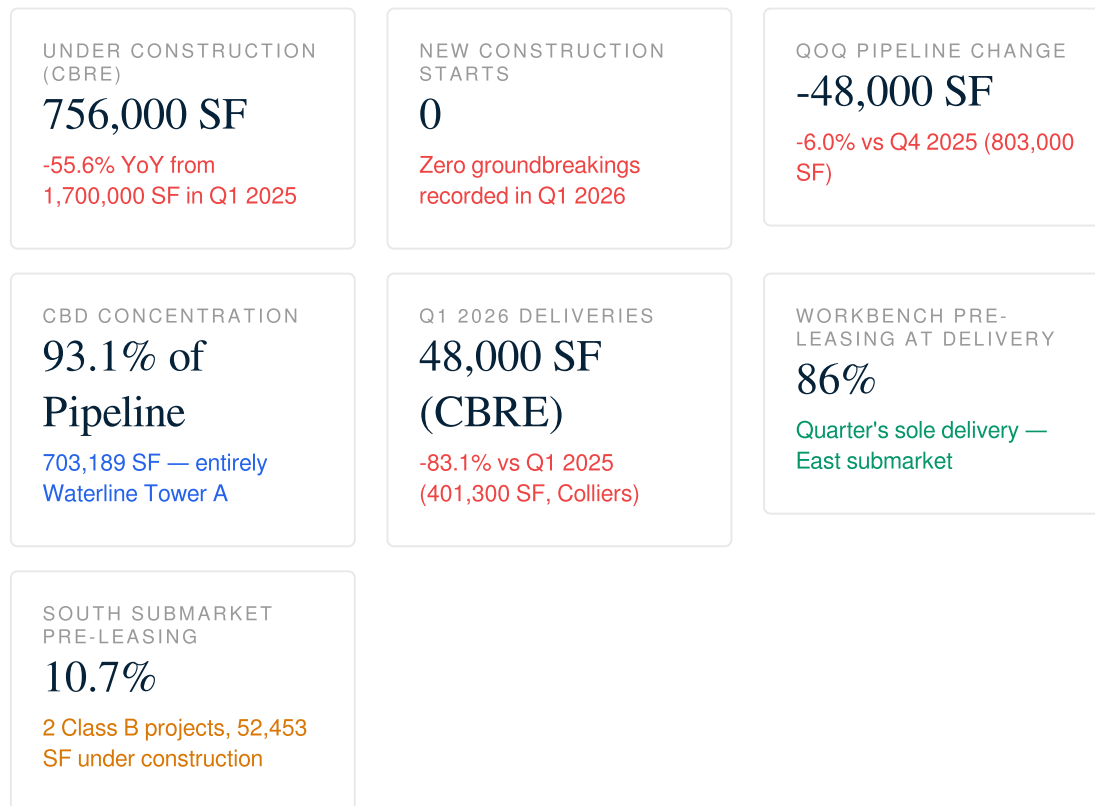 UNDER CONSTRUCTION
(CBRE)
756,000 SF
-55.6% YoY from
1,700,000 SF in Q1 2025
NEW CONSTRUCTION
STARTS
0
Zero groundbreakings
recorded in Q1 2026
QOQ PIPELINE CHANGE
-48,000 SF
-6.0% vs Q4 2025 (803,000
SF)
CBD CONCENTRATION
93.1% of
Pipeline
703,189 SF — entirely
Waterline Tower A
Q1 2026 DELIVERIES
48,000 SF
(CBRE)
-83.1% vs Q1 2025
(401,300 SF, Colliers)
WORKBENCH PRE-
LEASING AT DELIVERY
86%
Quarter's sole delivery —
East submarket
SOUTH SUBMARKET
PRE-LEASING
10.7%
2 Class B projects, 52,453
SF under construction